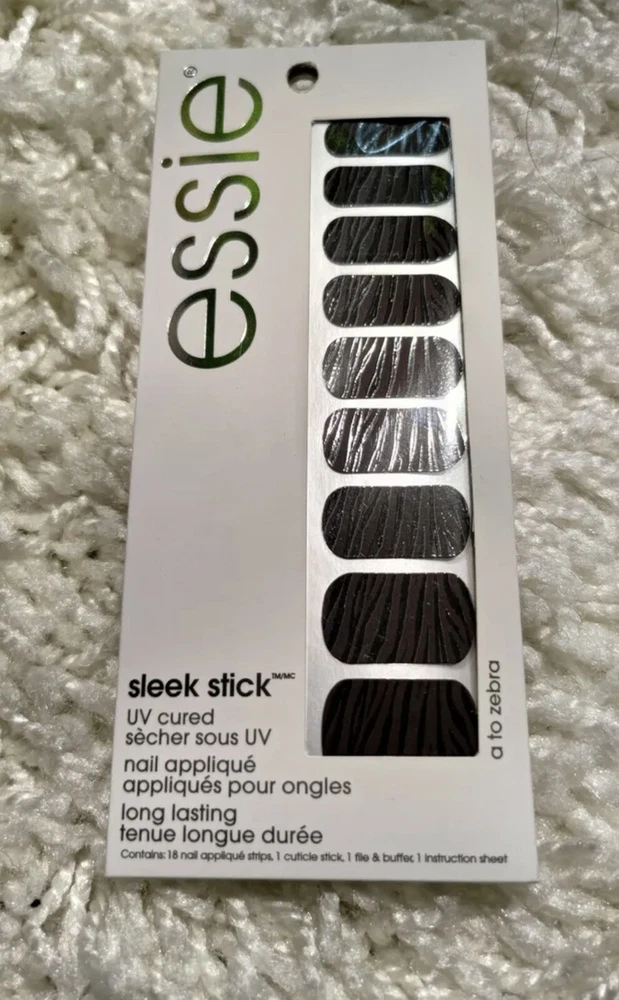 essie®
sleek stick™/MC
UV cured
sècher sous UV
nail appliqué
appliqués pour ongles
long lasting
tenue longue durée
Contains: 18 nail appliqué strips, 1 cuticle stick, 1 file & buffer, 1 instruction sheet
a to zebra